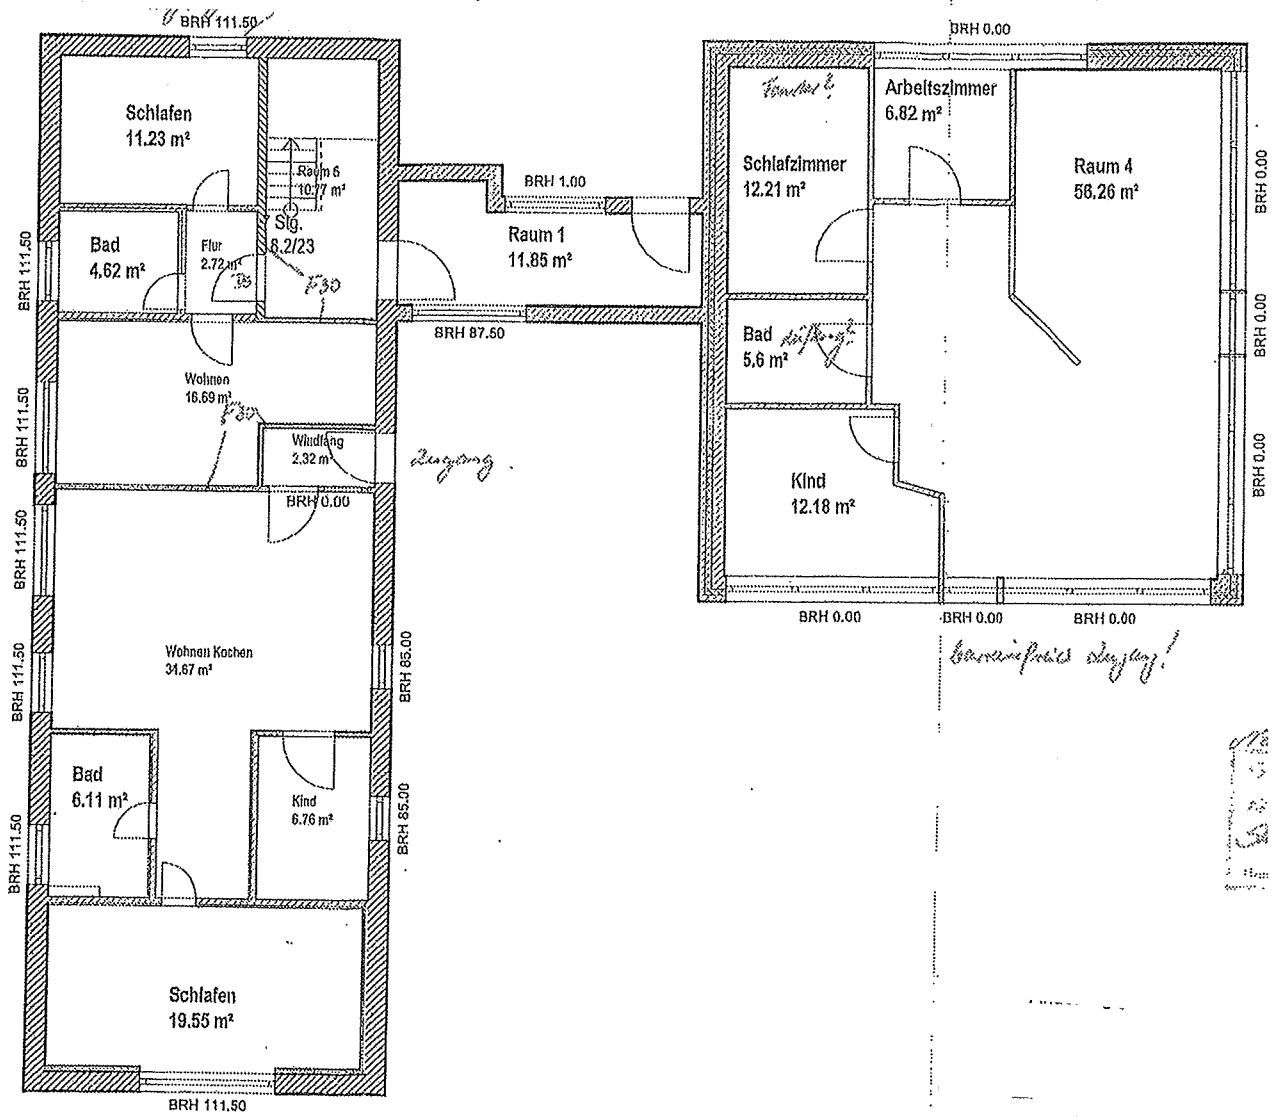 BRH 111.50
BRH 0.00
Schlafen
11.23 m²
Raum 6
10.77 m²
7 Stg.
8.2/23
Bad
4.62 m²
Flur
2.72 m²
F30
BRH 111.50
BRH 1.00
Raum 1
11.85 m²
BRH 87.50
Schlafzimmer
12.21 m²
Arbeitszimmer
6.82 m²
Raum 4
56,26 m²
BRH 0.00
BRH 0.00
BRH 0.00
Bad
5.6 m²
Kind
12.18 m²
BRH 0.00
BRH 0.00
BRH 0.00
barrierefreier Zugang!
Wohnen
16.69 m²
F30
Windfang
2.32 m²
BRH 0.00
Zugang
BRH 111.50
BRH 111.50
BRH 111.50
BRH 111.50
Wohnen Kochen
34.67 m²
BRH 85.00
BRH 85.00
Bad
6.11 m²
Kind
6.76 m²
Schlafen
19.55 m²
BRH 111.50